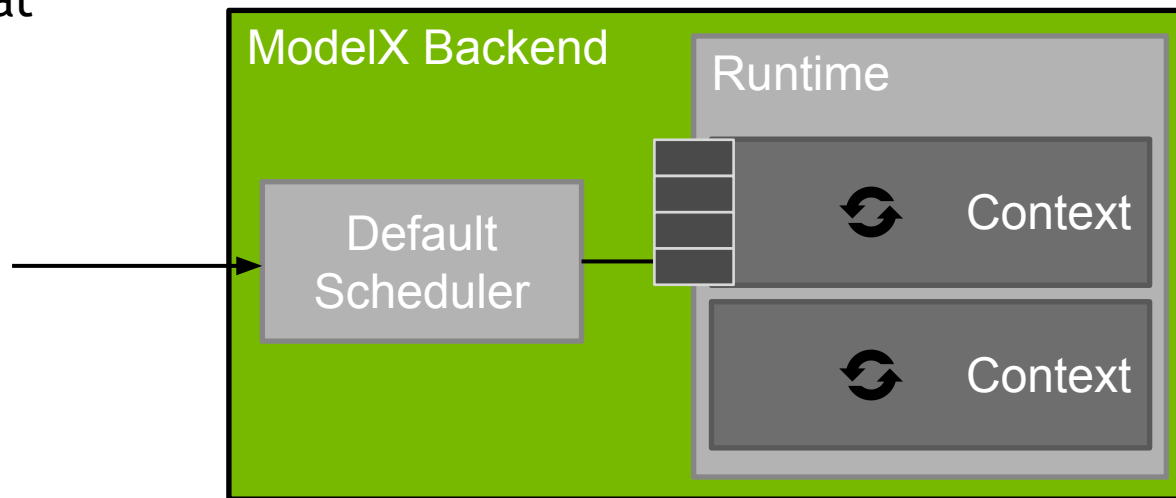 ModelX Backend
Runtime
Default
Scheduler
Context
Context